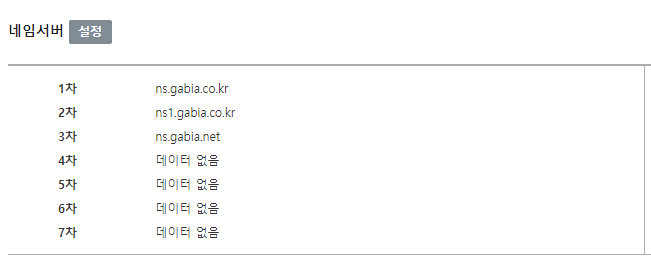 네임서버 설정
1차 ns.gabia.co.kr
2차 ns1.gabia.co.kr
3차 ns.gabia.net
4차 데이터 없음
5차 데이터 없음
6차 데이터 없음
7차 데이터 없음